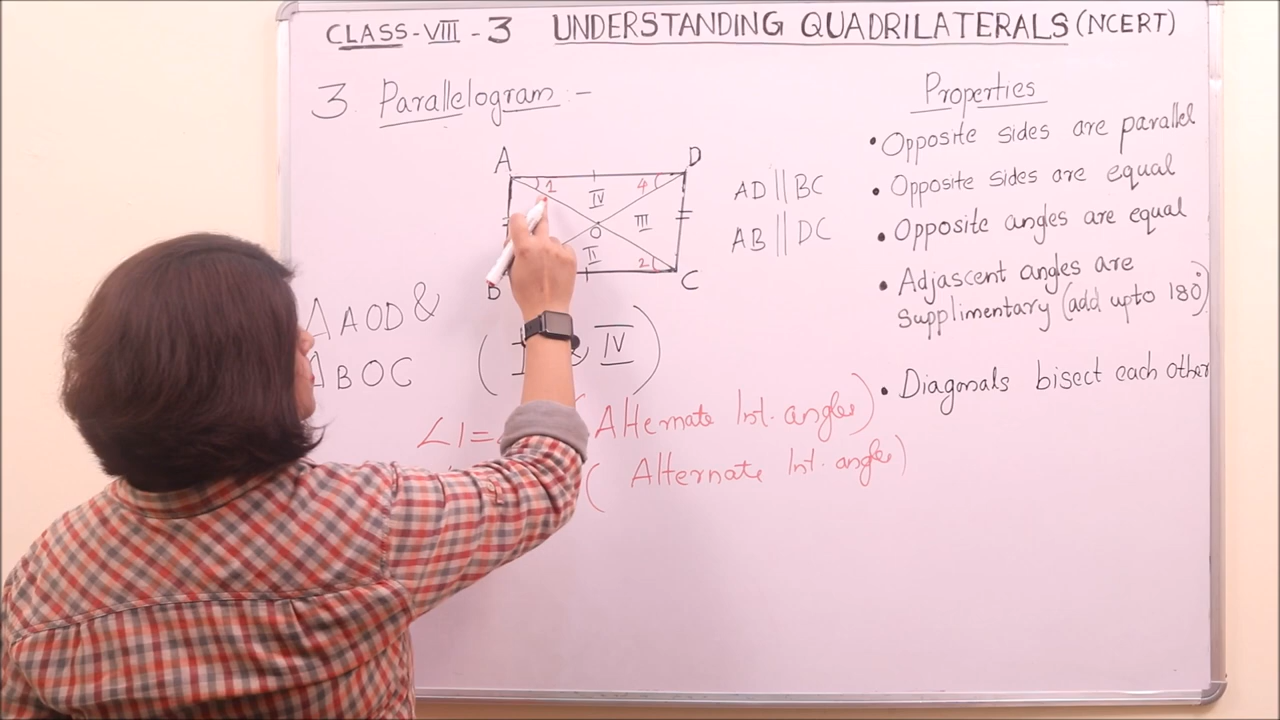 CLASS-VIII - 3 UNDERSTANDING QUADRILATERALS (NCERT)
3. Parallelogram :-
A D
1 4
IV
III
O
II
2
B C
AD || BC
AB || DC
△AOD &
△BOC
( & IV )
∠1=
(Alternate Int. angles)
( Alternate Int. angle)
Properties
• Opposite sides are parallel
• Opposite sides are equal
• Opposite angles are equal
• Adjascent angles are
supplimentary (add upto 180°)
• Diagonals bisect each other